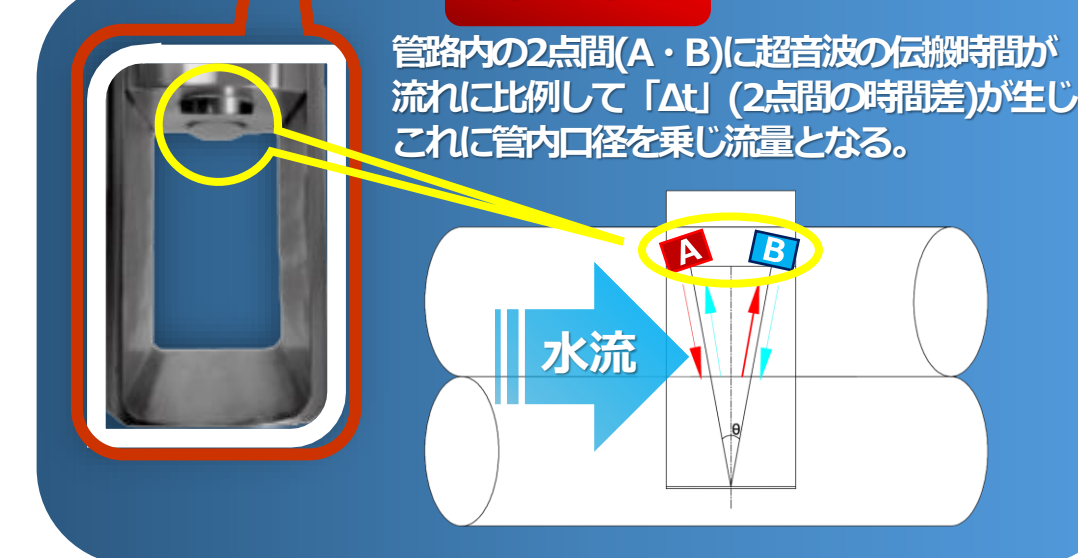 管路内の2点間(A・B)に超音波の伝搬時間が
流れに比例して「Δt」(2点間の時間差)が生じ
これに管内口径を乗じ流量となる。
A
B
水流
θ